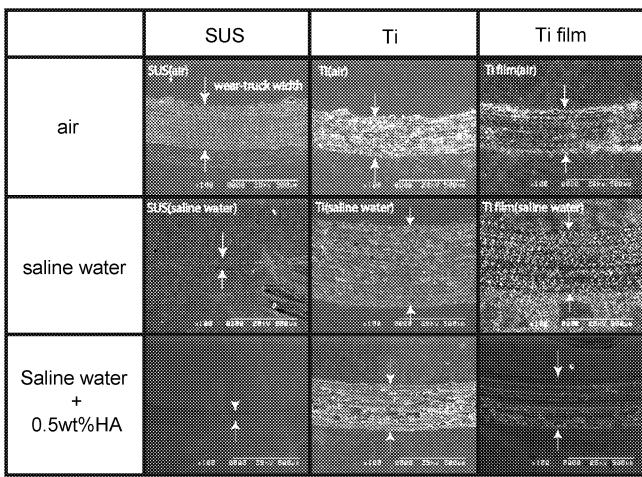 SUS
Ti
Ti film
air
SUS(air)
wear-truck width
Ti(air)
Ti film(air)
saline water
SUS(saline water)
Ti(saline water)
Ti film(saline water)
Saline water
+
0.5wt%HA